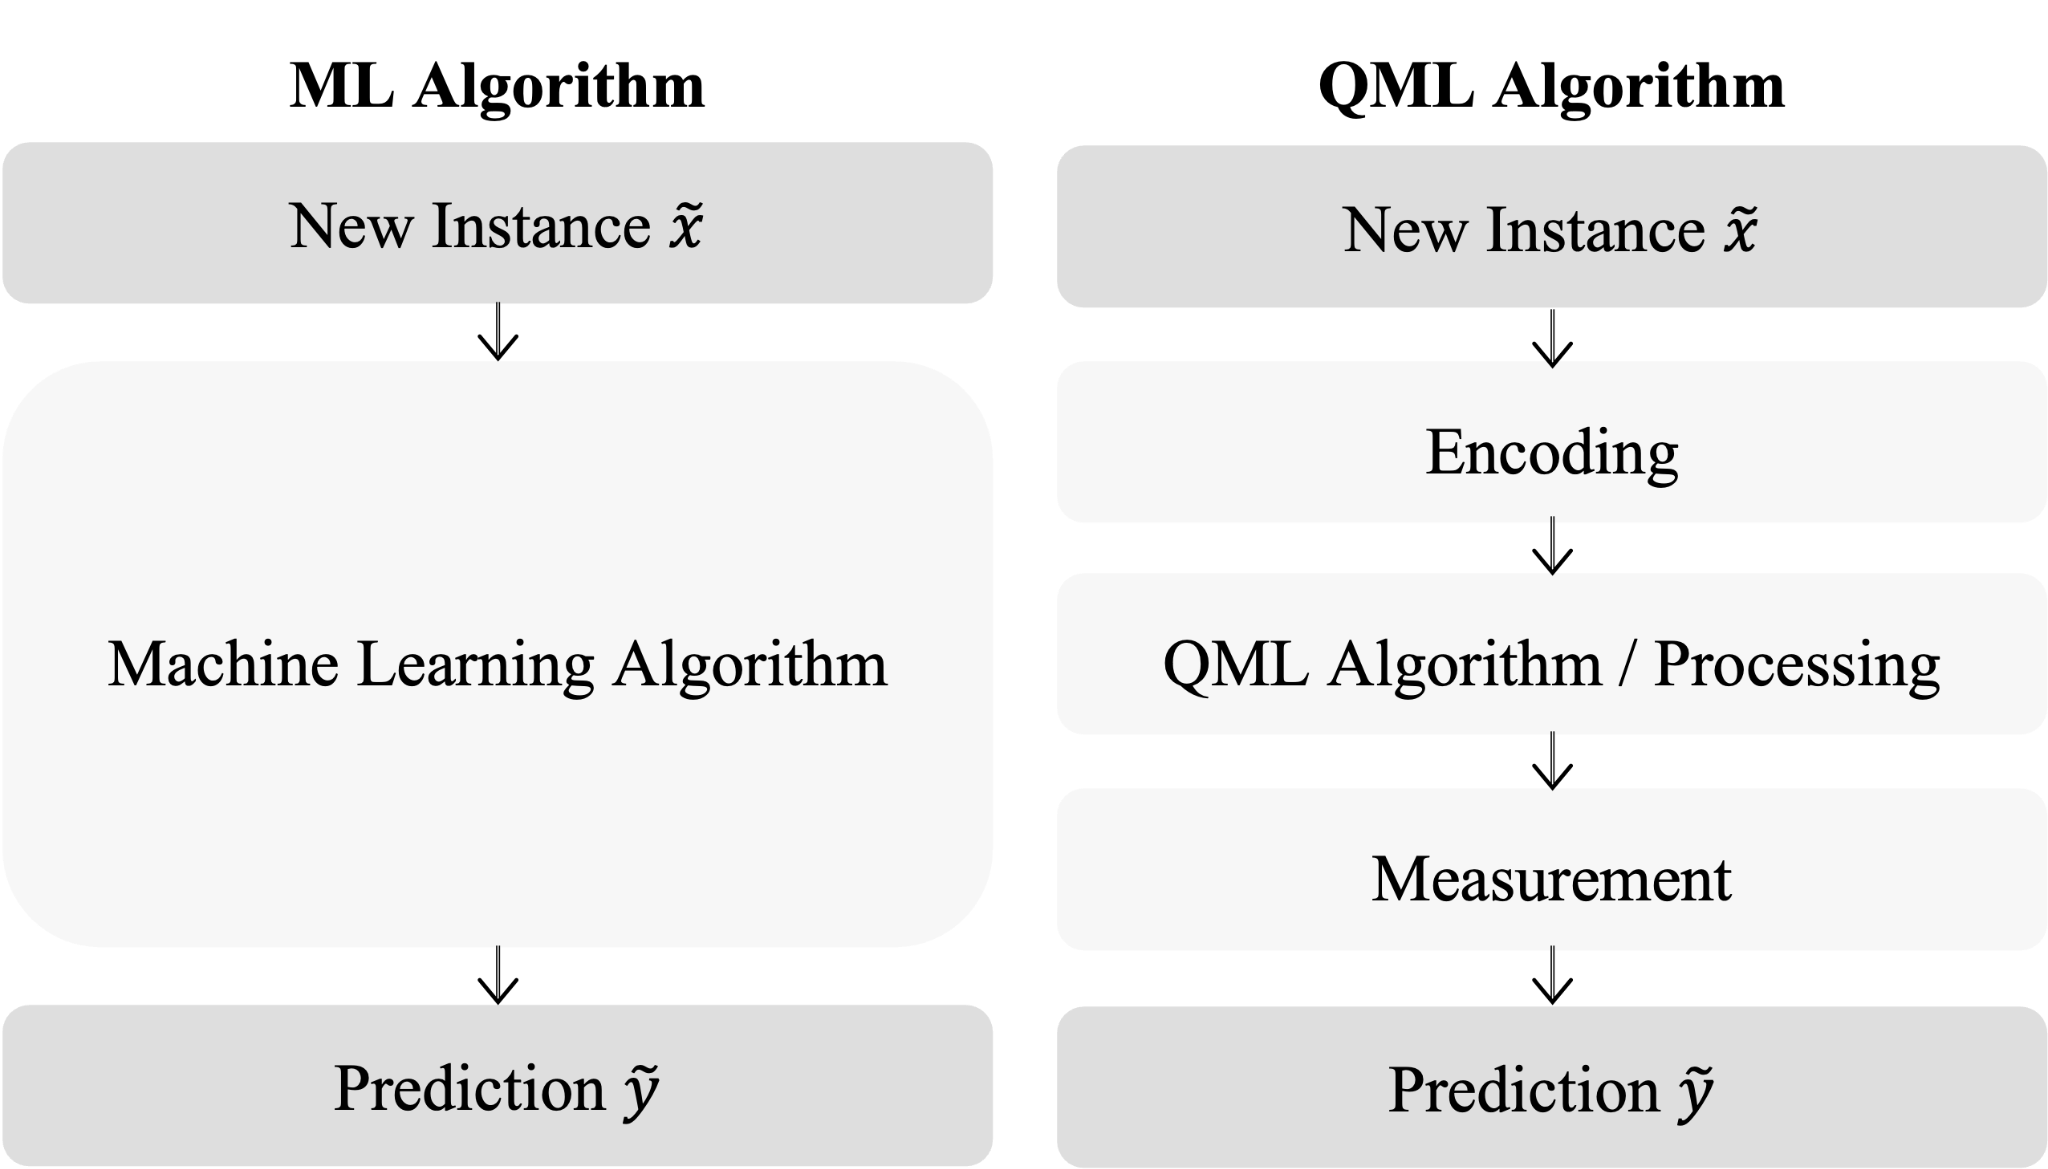 ML Algorithm
New Instance x̃
Machine Learning Algorithm
Prediction ỹ
QML Algorithm
New Instance x̃
Encoding
QML Algorithm / Processing
Measurement
Prediction ỹ